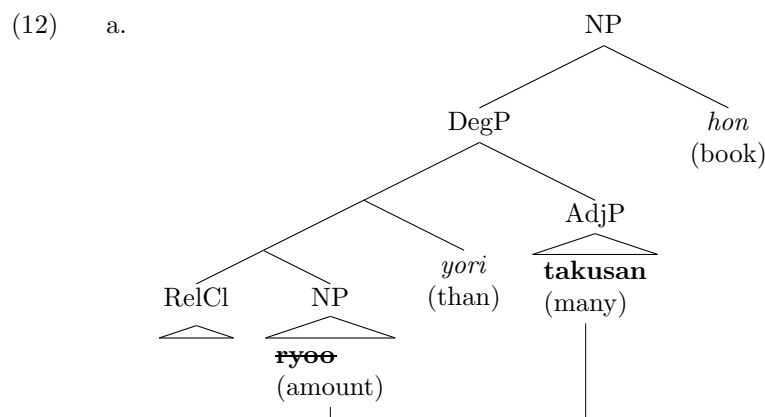 (12) a.
NP
DegP
hon
(book)
AdjP
yori
(than)
takusan
(many)
RelCl
NP
ryoo
(amount)